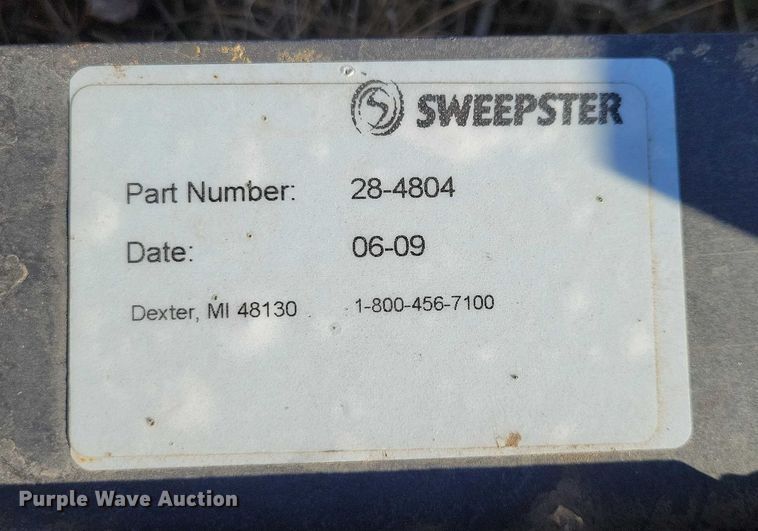 SWEEPSTER
Part Number: 28-4804
Date: 06-09
Dexter, MI 48130 1-800-456-7100
Purple Wave Auction